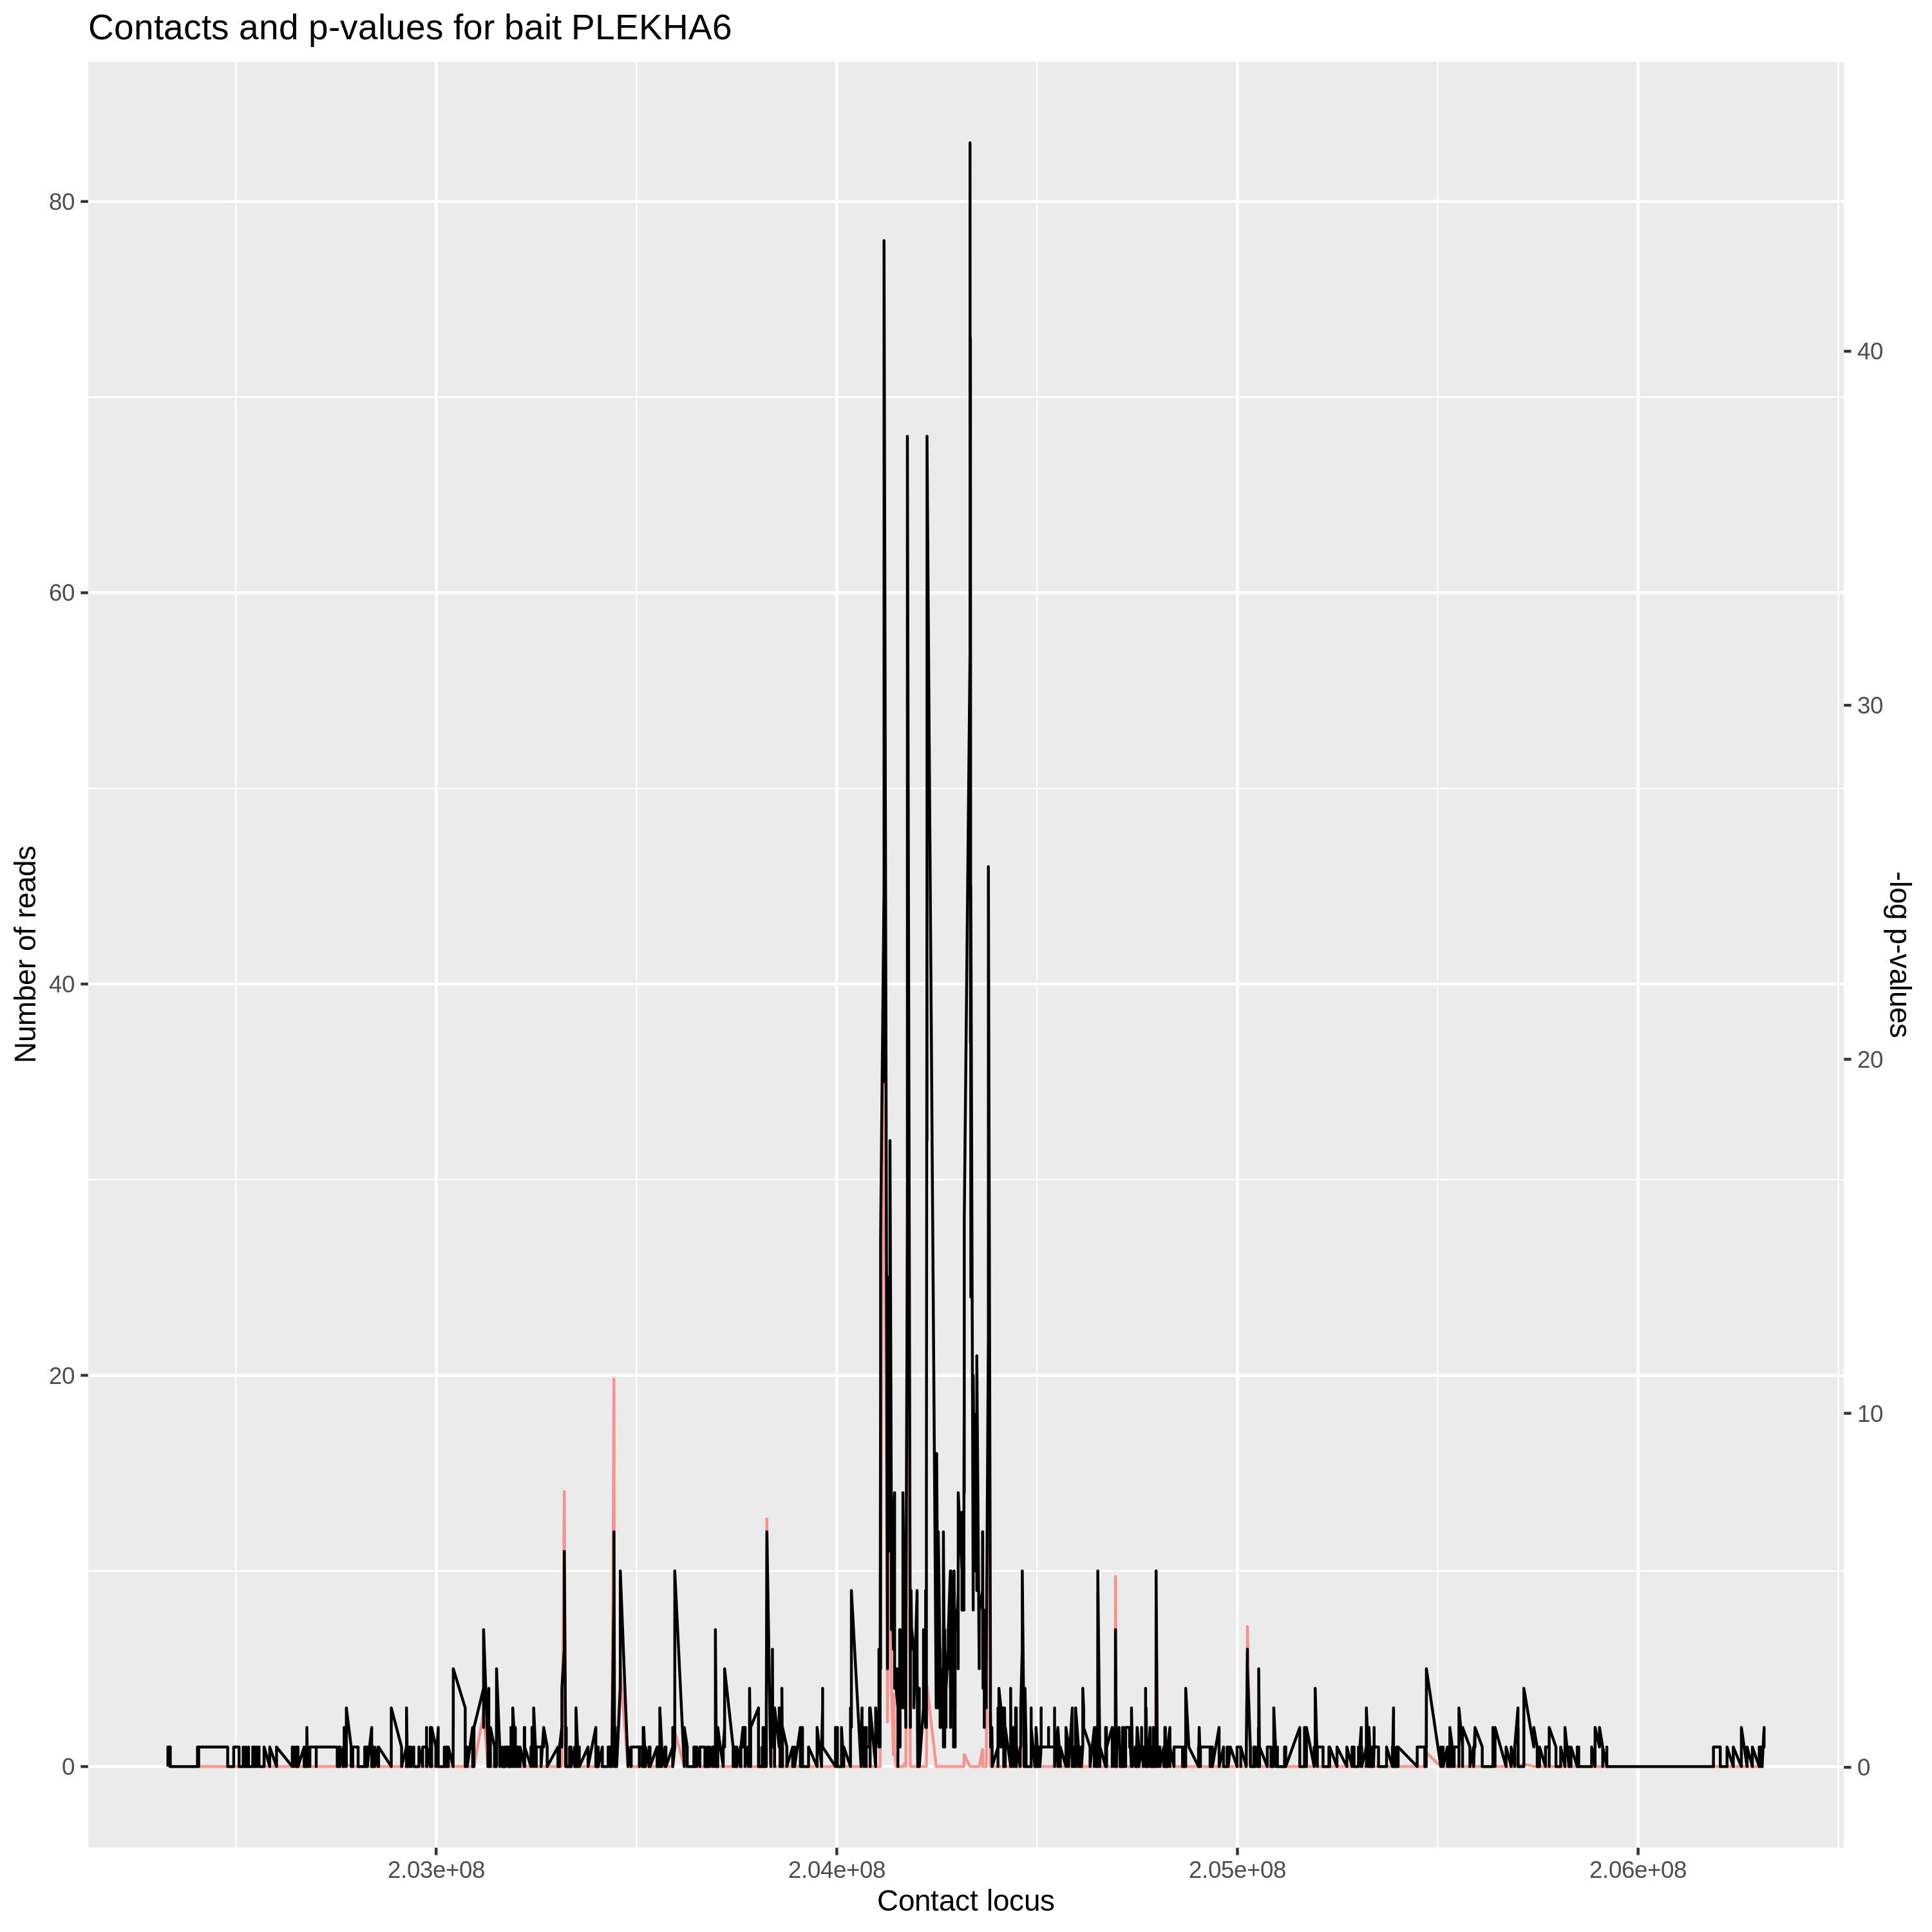 Contacts and p-values for bait PLEKHA6
80
60
40
20
0
Number of reads
40
30
20
10
0
-log p-values
2.03e+08
2.04e+08
2.05e+08
2.06e+08
Contact locus